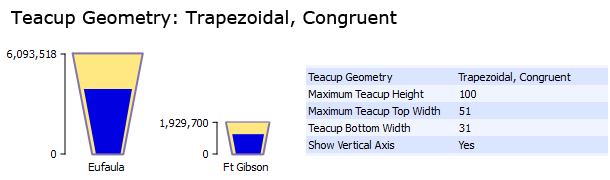 Teacup Geometry: Trapezoidal, Congruent
6,093,518
0
Eufaula
1,929,700
0
Ft Gibson
Teacup Geometry Trapezoidal, Congruent
Maximum Teacup Height 100
Maximum Teacup Top Width 51
Teacup Bottom Width 31
Show Vertical Axis Yes